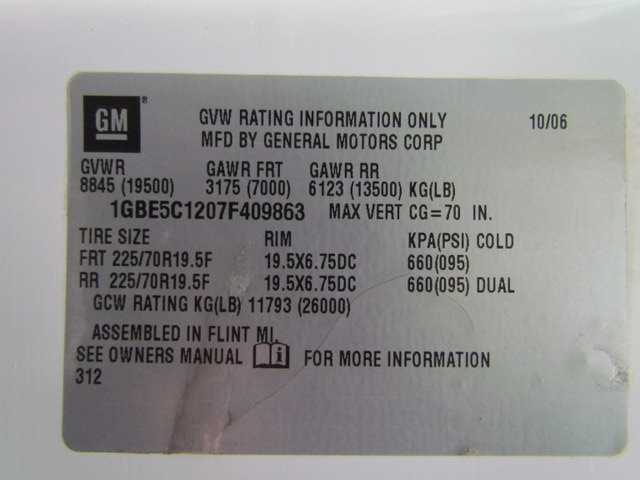 GM®
GVW RATING INFORMATION ONLY 10/06
MFD BY GENERAL MOTORS CORP
GVWR GAWR FRT GAWR RR
8845 (19500) 3175 (7000) 6123 (13500) KG(LB)
1GBE5C1207F409863 MAX VERT CG=70 IN.
TIRE SIZE RIM KPA(PSI) COLD
FRT 225/70R19.5F 19.5X6.75DC 660(095)
RR 225/70R19.5F 19.5X6.75DC 660(095) DUAL
GCW RATING KG(LB) 11793 (26000)
ASSEMBLED IN FLINT MI.
SEE OWNERS MANUAL i FOR MORE INFORMATION
312